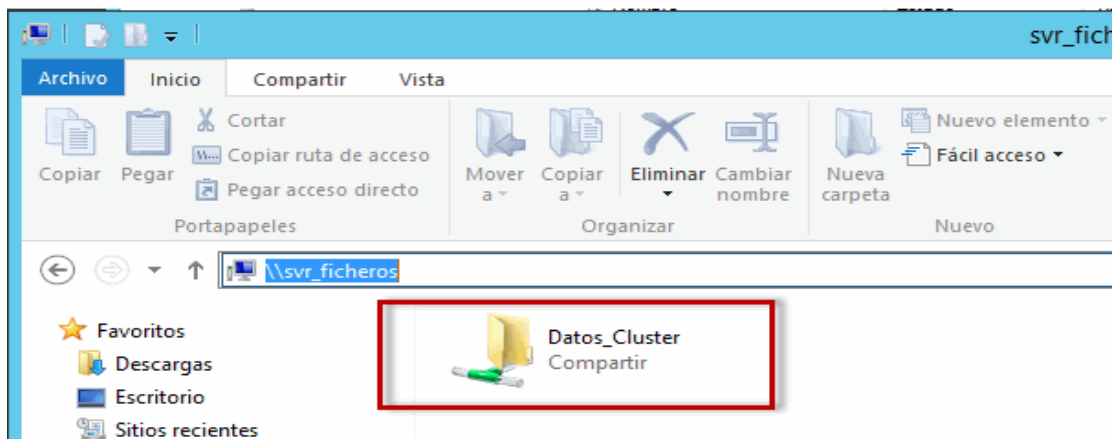 svr_fich
Archivo Inicio Compartir Vista
Copiar
Pegar
Cortar
Copiar ruta de acceso
Pegar acceso directo
Portapapeles
Mover a
Copiar a
Eliminar
Cambiar nombre
Organizar
Nueva carpeta
Nuevo elemento
Fácil acceso
Nuevo
\\svr_ficheros
Favoritos
Descargas
Escritorio
Sitios recientes
Datos_Cluster
Compartir